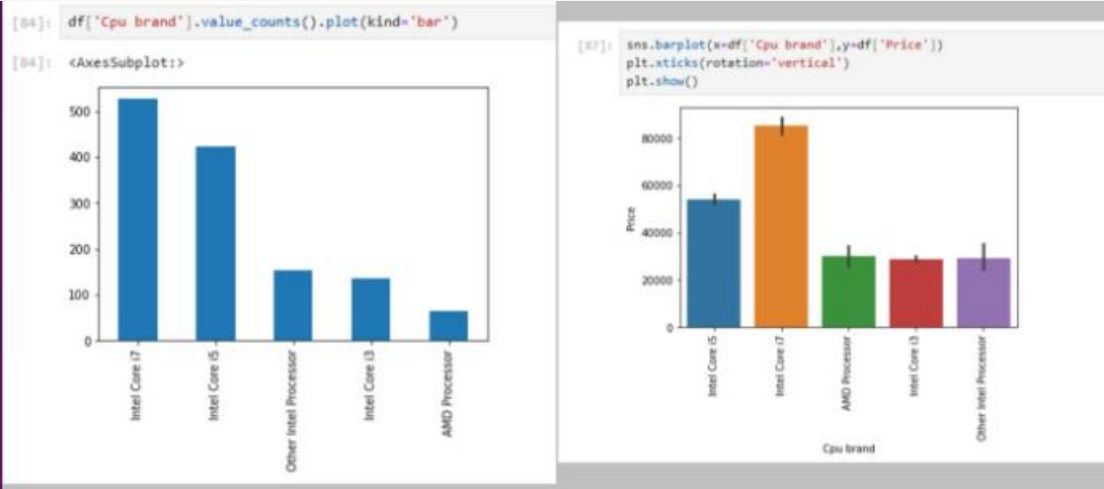 [84]: df['Cpu brand'].value_counts().plot(kind='bar')
[84]: <AxesSubplot:>
500
400
300
200
100
0
Intel Core i7
Intel Core i5
Other Intel Processor
Intel Core i3
AMD Processor
[87]: sns.barplot(x=df['Cpu brand'],y=df['Price'])
plt.xticks(rotation='vertical')
plt.show()
80000
60000
40000
20000
0
Price
Intel Core i5
Intel Core i7
AMD Processor
Intel Core i3
Other Intel Processor
Cpu brand